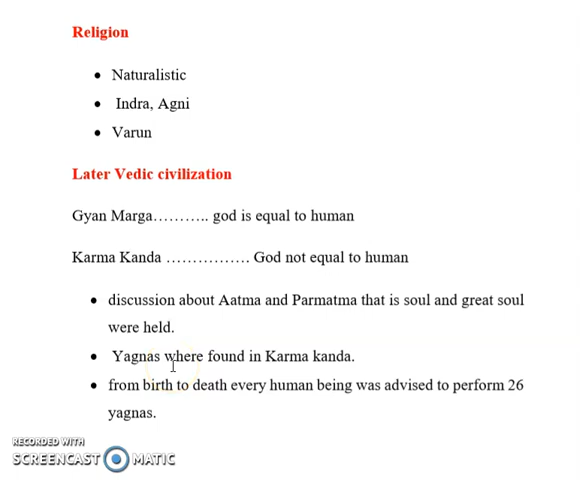 Religion
• Naturalistic
• Indra, Agni
• Varun
Later Vedic civilization
Gyan Marga.......... god is equal to human
Karma Kanda ................ God not equal to human
• discussion about Aatma and Parmatma that is soul and great soul
were held.
• Yagnas where found in Karma kanda.
• from birth to death every human being was advised to perform 26
yagnas.
RECORDED WITH
SCREENCAST MATIC